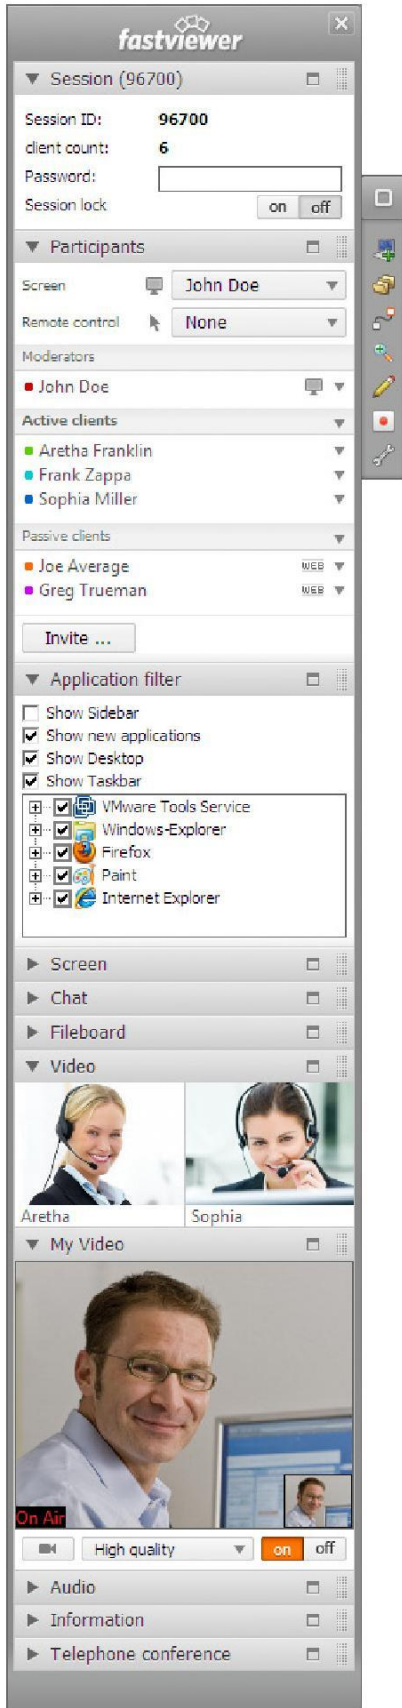 fastviewer
Session (96700)
Session ID: 96700
client count: 6
Password:
Session lock on off
Participants
Screen John Doe
Remote control None
Moderators
John Doe
Active clients
Aretha Franklin
Frank Zappa
Sophia Miller
Passive clients
Joe Average WEB
Greg Trueman WEB
Invite ...
Application filter
Show Sidebar
Show new applications
Show Desktop
Show Taskbar
VMware Tools Service
Windows-Explorer
Firefox
Paint
Internet Explorer
Screen
Chat
Fileboard
Video
Aretha Sophia
My Video
On Air
High quality on off
Audio
Information
Telephone conference